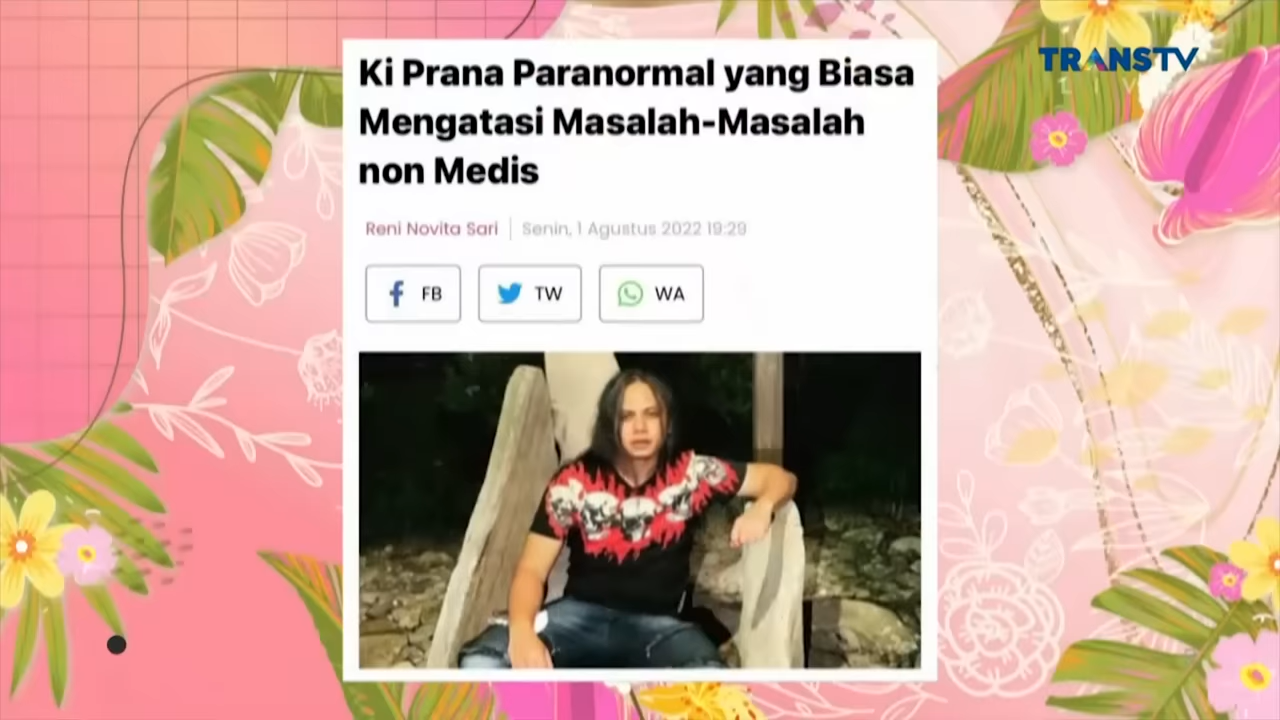 TRANSTV
LIVE
Ki Prana Paranormal yang Biasa
Mengatasi Masalah-Masalah
non Medis
Reni Novita Sari | Senin, 1 Agustus 2022 19:29
FB
TW
WA